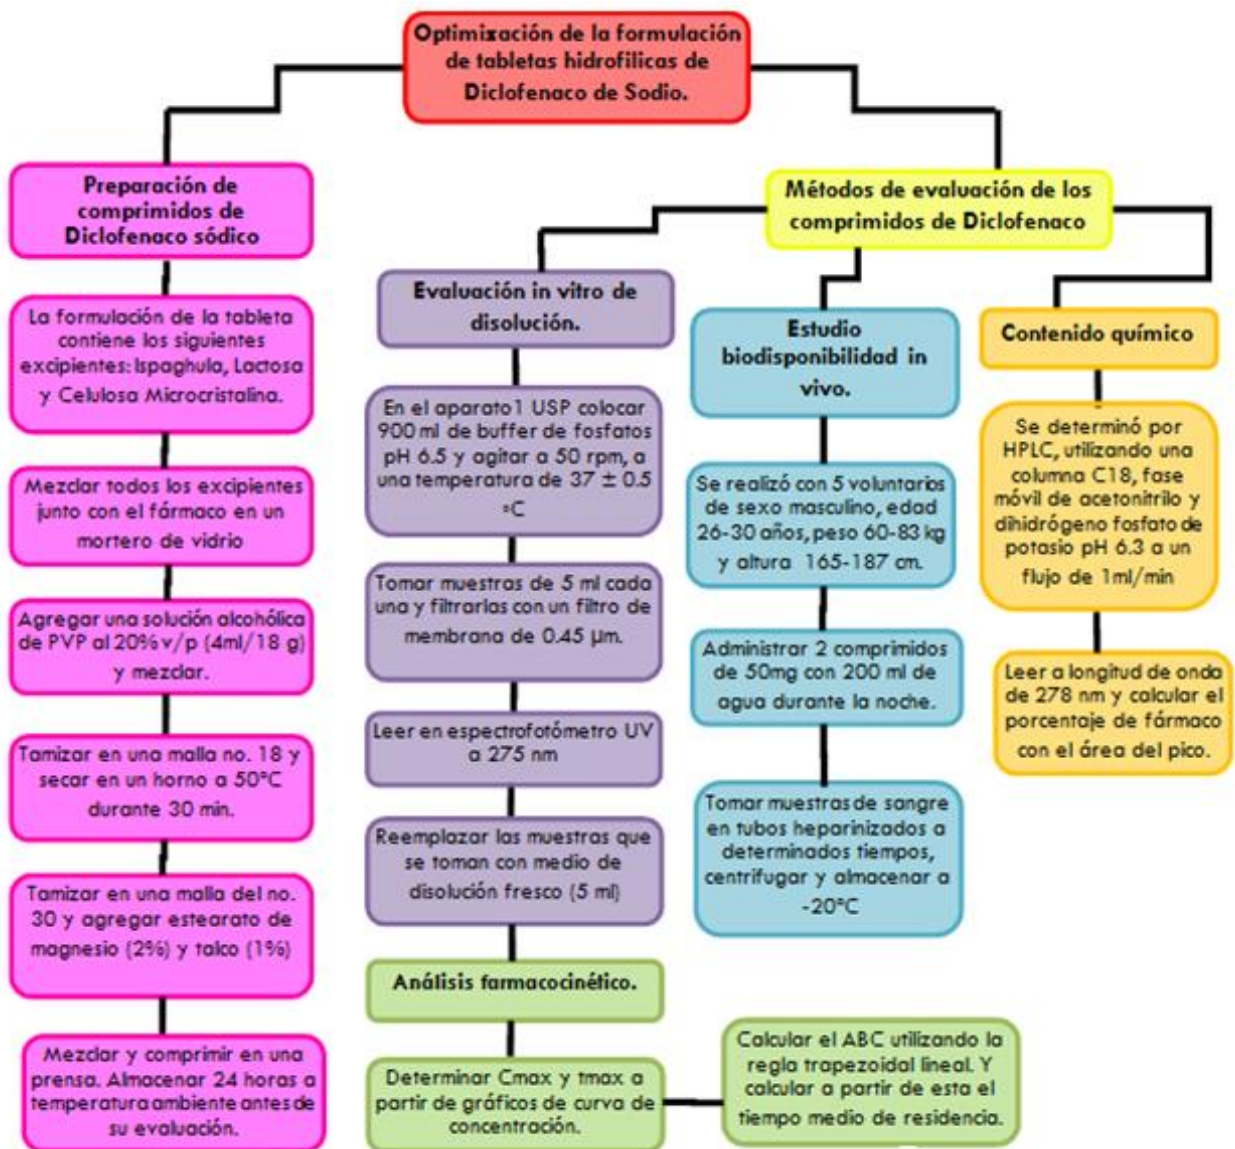 Optimización de la formulación
de tabletas hidrofilicas de
Diclofenaco de Sodio.
Preparación de
comprimidos de
Diclofenaco sódico
La formulación de la tableta
contiene los siguientes
excipientes: Ispaghula, Lactosa
y Celulosa Microcristalina.
Mezclar todos los excipientes
junto con el fármaco en un
mortero de vidrio
Agregar una solución alcohólica
de PVP al 20% v/p (4ml/18 g)
y mezclar.
Tamizar en una malla no. 18 y
secar en un horno a 50°C
durante 30 min.
Tamizar en una malla del no.
30 y agregar estearato de
magnesio (2%) y talco (1%)
Mezclar y comprimir en una
prensa. Almacenar 24 horas a
temperatura ambiente antes de
su evaluación.
Métodos de evaluación de los
comprimidos de Diclofenaco
Evaluación in vitro de
disolución.
En el aparato1 USP colocar
900 ml de buffer de fosfatos
pH 6.5 y agitar a 50 rpm, a
una temperatura de 37 ± 0.5
°C
Tomar muestras de 5 ml cada
una y filtrarlas con un filtro de
membrana de 0.45 µm.
Leer en espectrofotómetro UV
a 275 nm
Reemplazar las muestras que
se toman con medio de
disolución fresco (5 ml)
Análisis farmacocinético.
Determinar Cmax y tmax a
partir de gráficos de curva de
concentración.
Calcular el ABC utilizando la
regla trapezoidal lineal. Y
calcular a partir de esta el
tiempo medio de residencia.
Estudio
biodisponibilidad in
vivo.
Se realizó con 5 voluntarios
de sexo masculino, edad
26-30 años, peso 60-83 kg
y altura 165-187 cm.
Administrar 2 comprimidos
de 50mg con 200 ml de
agua durante la noche.
Tomar muestras de sangre
en tubos heparinizados a
determinados tiempos,
centrifugar y almacenar a
-20°C
Contenido químico
Se determinó por
HPLC, utilizando una
columna C18, fase
móvil de acetonitrilo y
dihidrógeno fosfato de
potasio pH 6.3 a un
flujo de 1ml/min
Leer a longitud de onda
de 278 nm y calcular el
porcentaje de fármaco
con el área del pico.